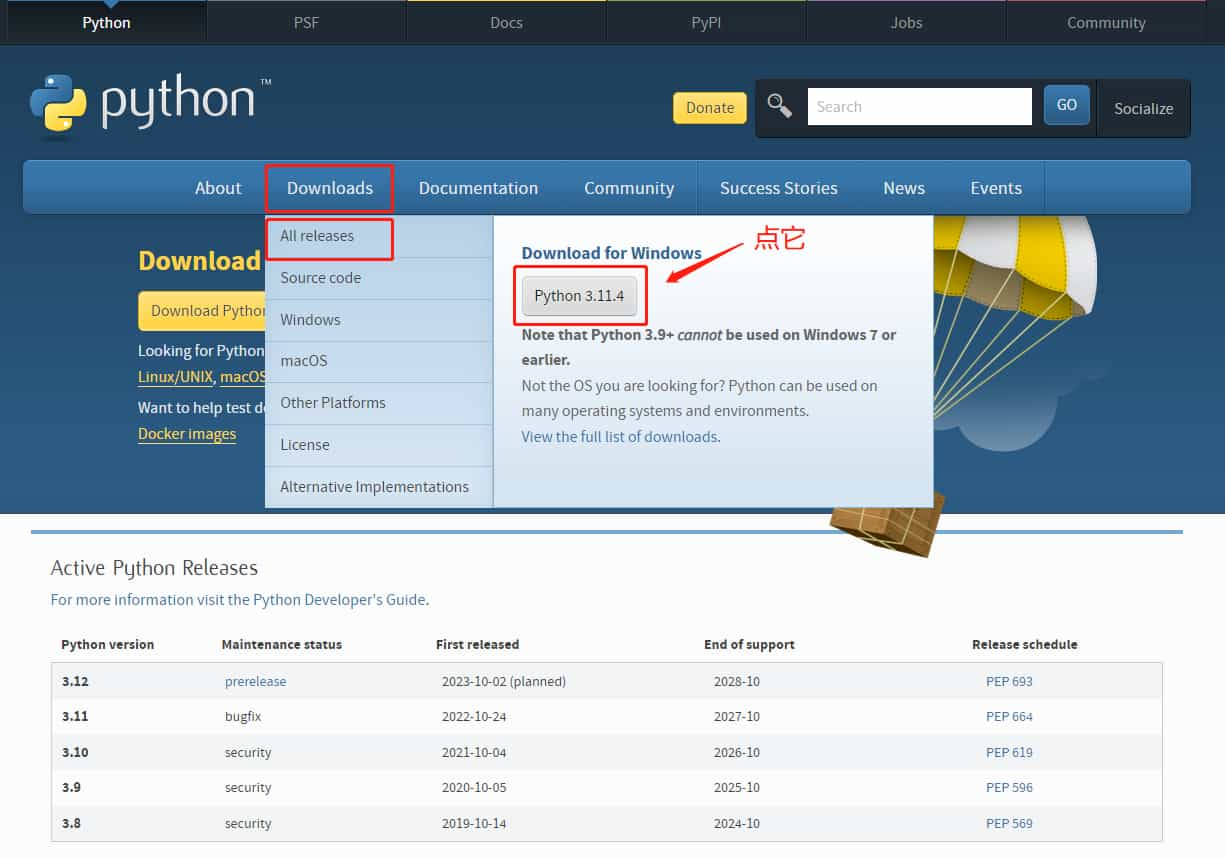 Python
PSF
Docs
PyPI
Jobs
Community
python™
Donate
Search
GO
Socialize
About
Downloads
Documentation
Community
Success Stories
News
Events
All releases
Source code
Windows
macOS
Other Platforms
License
Alternative Implementations
Download for Windows
点它
Python 3.11.4
Note that Python 3.9+ cannot be used on Windows 7 or
earlier.
Not the OS you are looking for? Python can be used on
many operating systems and environments.
View the full list of downloads.
Download
Download Python
Looking for Python
Linux/UNIX, macOS
Want to help test de
Docker images
Active Python Releases
For more information visit the Python Developer's Guide.
Python version Maintenance status First released End of support Release schedule
3.12 prerelease 2023-10-02 (planned) 2028-10 PEP 693
3.11 bugfix 2022-10-24 2027-10 PEP 664
3.10 security 2021-10-04 2026-10 PEP 619
3.9 security 2020-10-05 2025-10 PEP 596
3.8 security 2019-10-14 2024-10 PEP 569